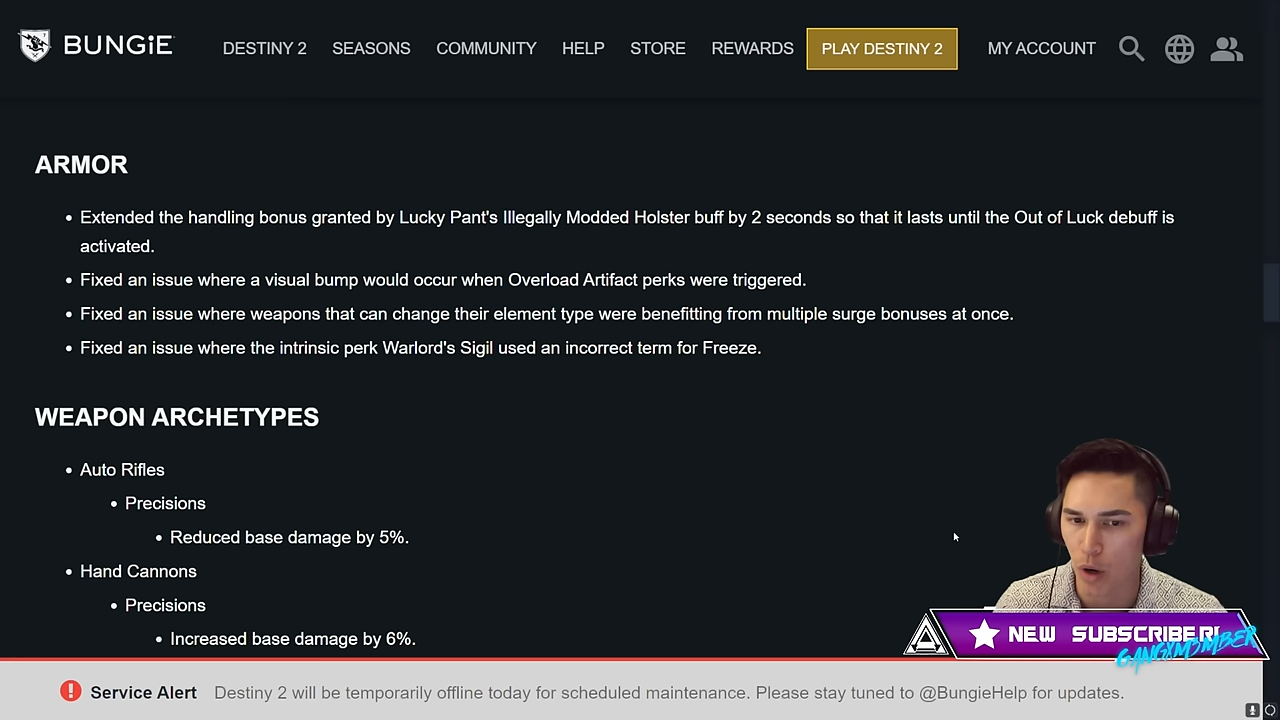 BUNGiE
DESTINY 2 SEASONS COMMUNITY HELP STORE REWARDS PLAY DESTINY 2 MY ACCOUNT
ARMOR
• Extended the handling bonus granted by Lucky Pant's Illegally Modded Holster buff by 2 seconds so that it lasts until the Out of Luck debuff is
activated.
• Fixed an issue where a visual bump would occur when Overload Artifact perks were triggered.
• Fixed an issue where weapons that can change their element type were benefitting from multiple surge bonuses at once.
• Fixed an issue where the intrinsic perk Warlord's Sigil used an incorrect term for Freeze.
WEAPON ARCHETYPES
• Auto Rifles
• Precisions
• Reduced base damage by 5%.
• Hand Cannons
• Precisions
• Increased base damage by 6%.
NEW SUBSCRIBER!
GANGXM3MBER
Service Alert Destiny 2 will be temporarily offline today for scheduled maintenance. Please stay tuned to @BungieHelp for updates.